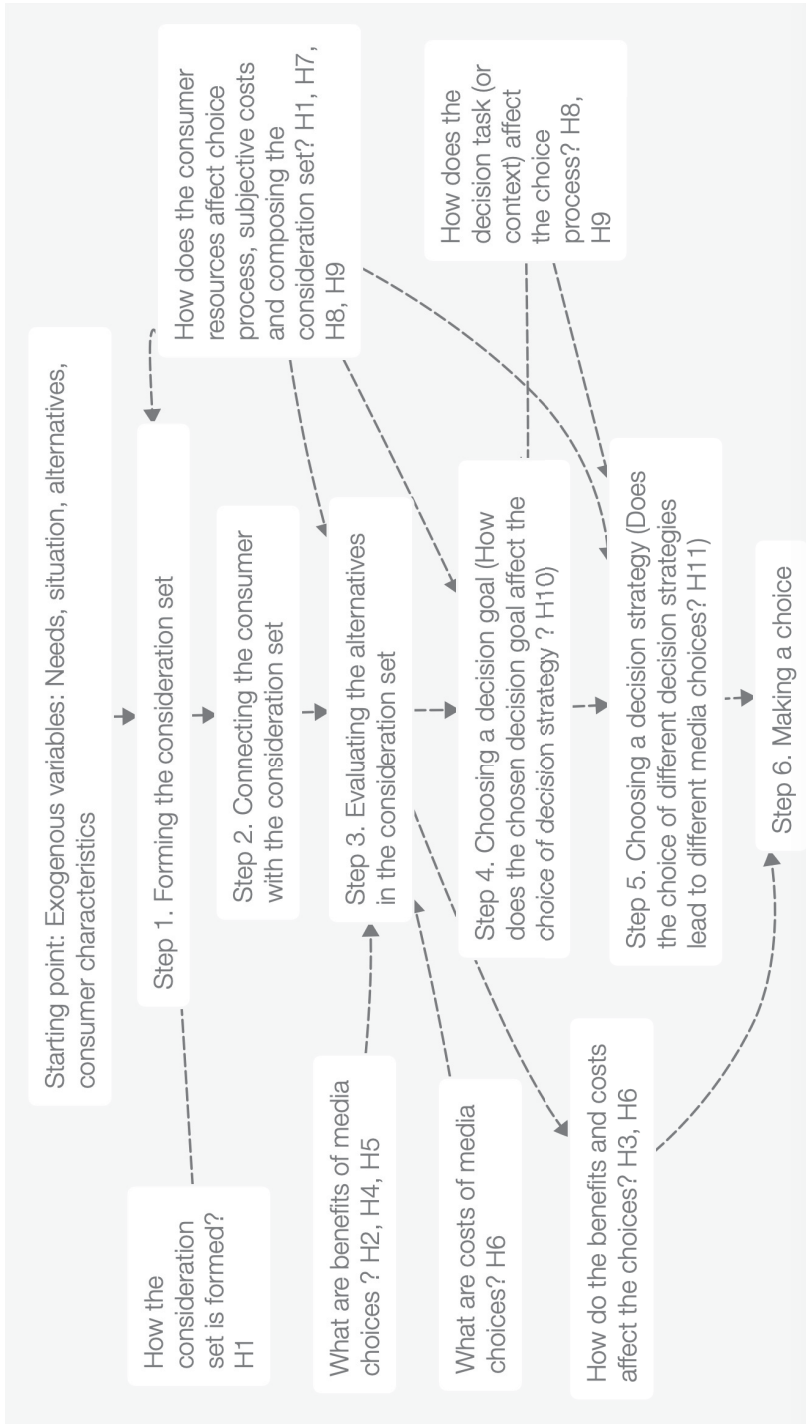 Starting point: Exogenous variables: Needs, situation, alternatives,
consumer characteristics
How the
consideration
set is formed?
H1
Step 1. Forming the consideration set
How does the consumer
resources affect choice
process, subjective costs
and composing the
consideration set? H1, H7,
H8, H9
Step 2. Connecting the consumer
with the consideration set
What are benefits of media
choices ? H2, H4, H5
Step 3. Evaluating the alternatives
in the consideration set
What are costs of media
choices? H6
Step 4. Choosing a decision goal (How
does the chosen decision goal affect the
choice of decision strategy ? H10)
How does the
decision task (or
context) affect
the choice
process? H8,
H9
How do the benefits and costs
affect the choices? H3, H6
Step 5. Choosing a decision strategy (Does
the choice of different decision strategies
lead to different media choices? H11)
Step 6. Making a choice